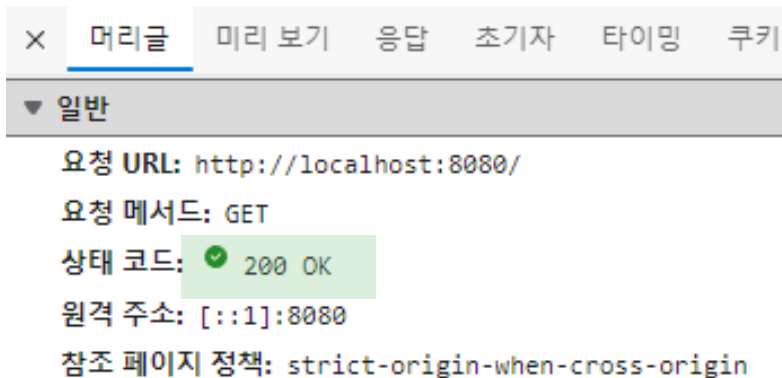 × 머리글 미리 보기 응답 초기자 타이밍 쿠키
▼ 일반
요청 URL: http://localhost:8080/
요청 메서드: GET
상태 코드: 200 OK
원격 주소: [::1]:8080
참조 페이지 정책: strict-origin-when-cross-origin